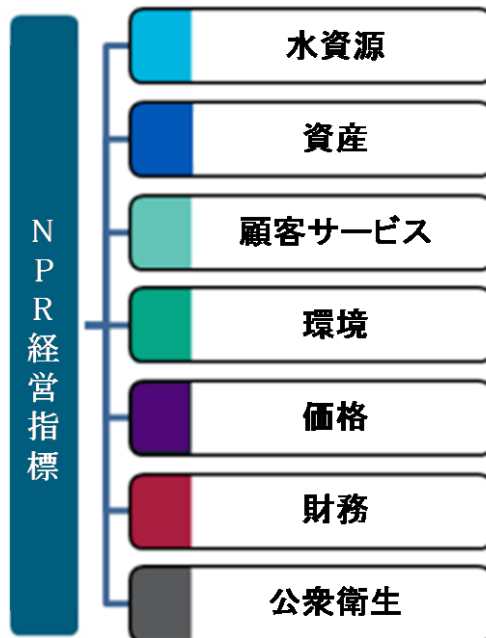 NPR経営指標
水資源
資産
顧客サービス
環境
価格
財務
公衆衛生